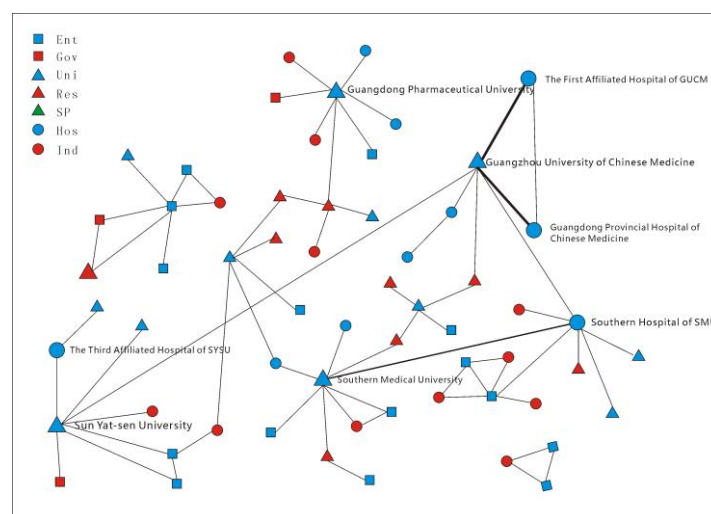 Ent
Gov
Uni
Res
SP
Hos
Ind
Guangdong Pharmaceutical University
The First Affiliated Hospital of GUCM
Guangzhou University of Chinese Medicine
Guangdong Provincial Hospital of
Chinese Medicine
Southern Hospital of SMU
The Third Affiliated Hospital of SYSU
Southern Medical University
Sun Yat-sen University